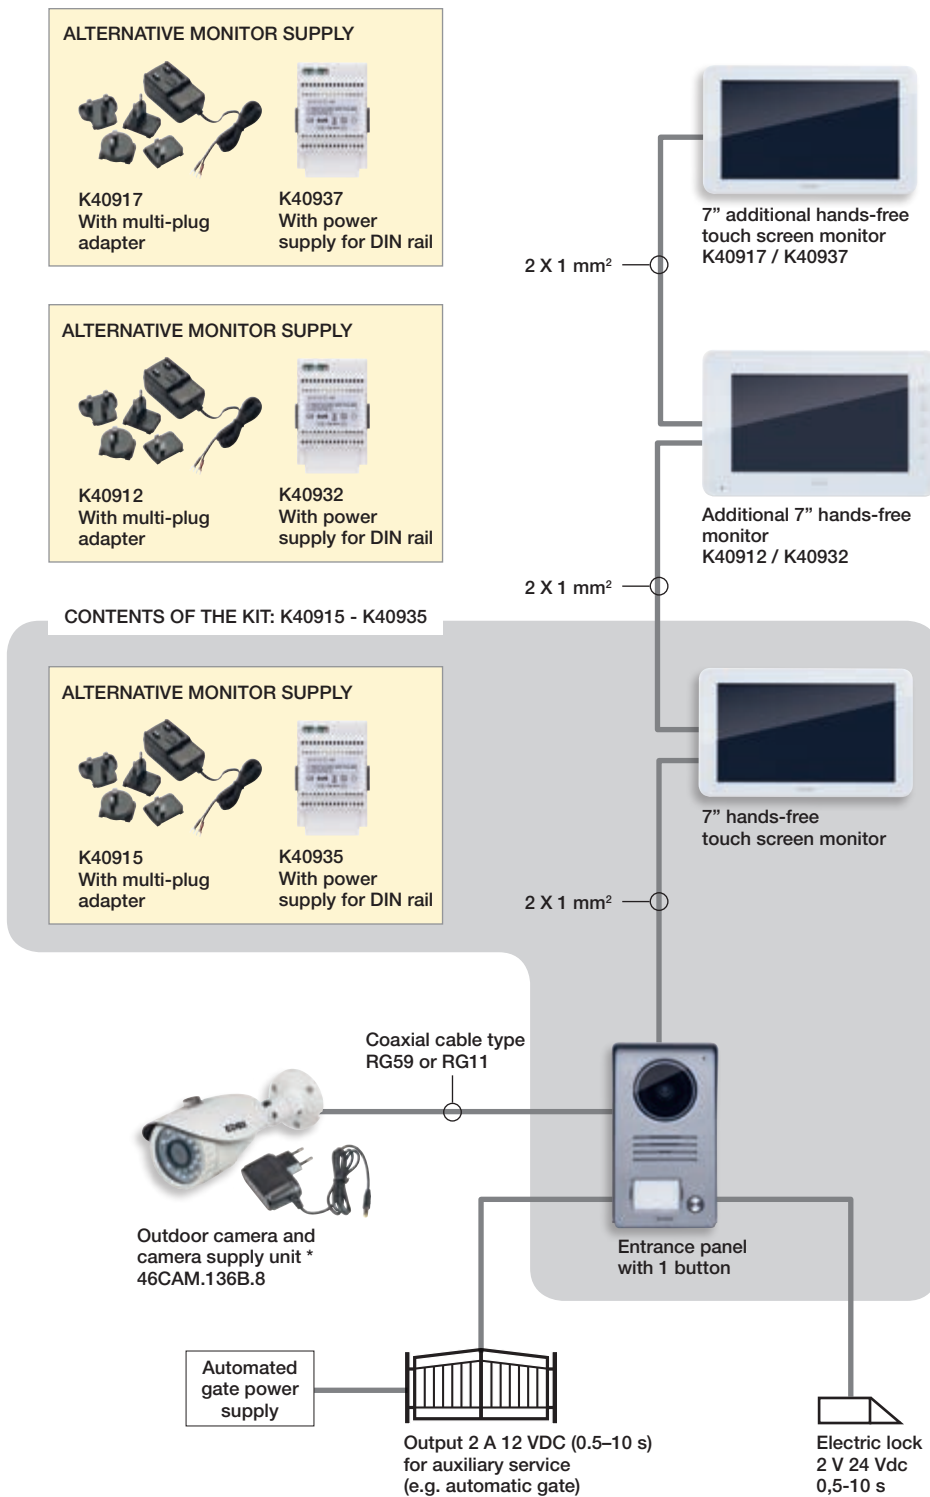 ALTERNATIVE MONITOR SUPPLY
K40917
With multi-plug
adapter
K40937
With power
supply for DIN rail
7” additional hands-free
touch screen monitor
K40917 / K40937
2 X 1 mm²
ALTERNATIVE MONITOR SUPPLY
K40912
With multi-plug
adapter
K40932
With power
supply for DIN rail
Additional 7” hands-free
monitor
K40912 / K40932
2 X 1 mm²
CONTENTS OF THE KIT: K40915 - K40935
ALTERNATIVE MONITOR SUPPLY
K40915
With multi-plug
adapter
K40935
With power
supply for DIN rail
7” hands-free
touch screen monitor
2 X 1 mm²
Coaxial cable type
RG59 or RG11
Outdoor camera and
camera supply unit *
46CAM.136B.8
Entrance panel
with 1 button
Automated
gate power
supply
Output 2 A 12 VDC (0.5–10 s)
for auxiliary service
(e.g. automatic gate)
Electric lock
2 V 24 Vdc
0,5-10 s